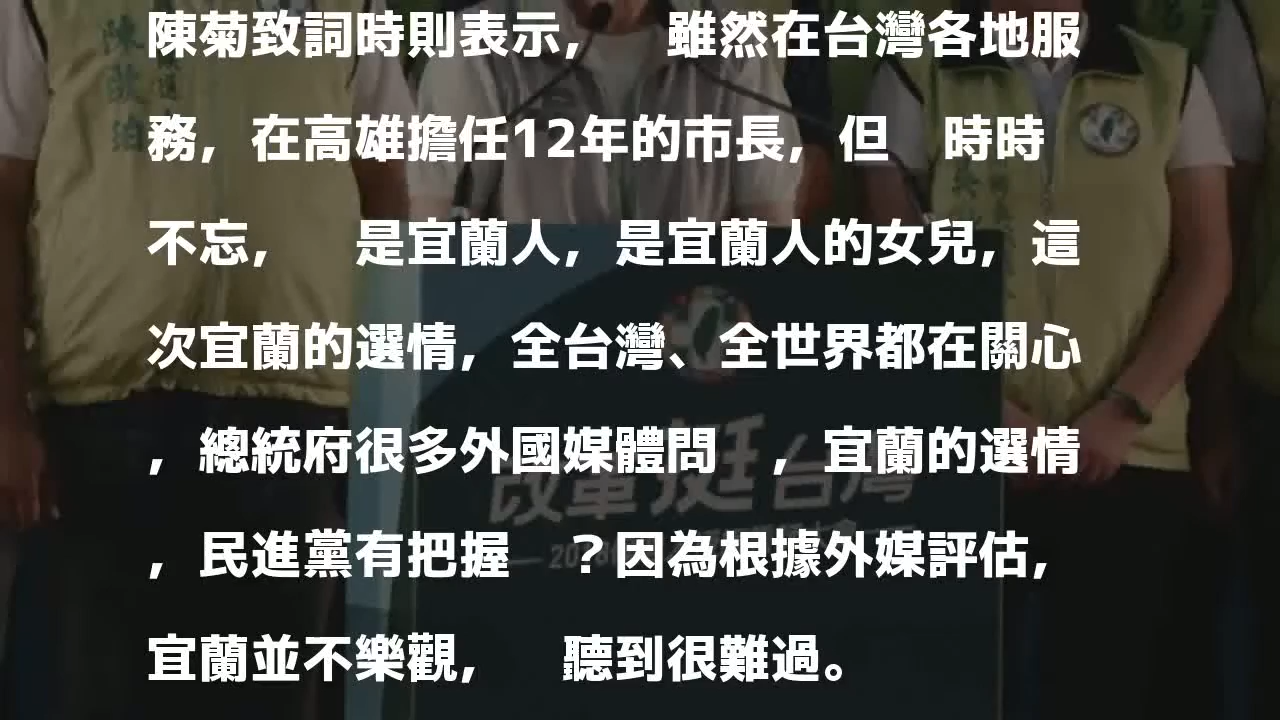 陳菊致詞時則表示，　雖然在台灣各地服
務，在高雄擔任12年的市長，但　時時
不忘，　是宜蘭人，是宜蘭人的女兒，這
次宜蘭的選情，全台灣、全世界都在關心
，總統府很多外國媒體問　，宜蘭的選情
，民進黨有把握　？因為根據外媒評估，
宜蘭並不樂觀，　聽到很難過。
改革挺台灣